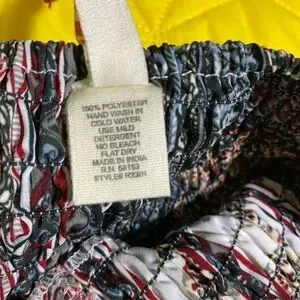 100% POLYESTER
HAND WASH IN
COLD WATER
USE MILD
DETERGENT
NO BLEACH
FLAT DRY
MADE IN INDIA
R.N. 58153
STYLE# R2301